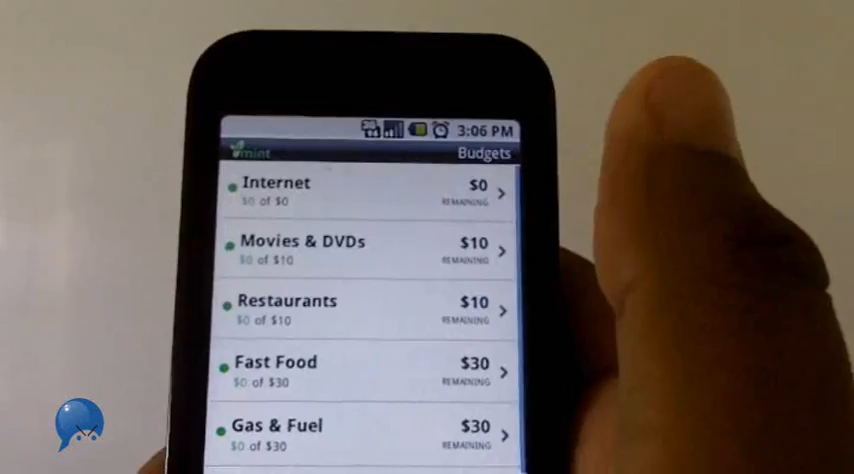 3:06 PM
mint
Budgets
Internet
$0
$0 of $0
REMAINING
Movies & DVDs
$10
$0 of $10
REMAINING
Restaurants
$10
$0 of $10
REMAINING
Fast Food
$30
$0 of $30
REMAINING
Gas & Fuel
$30
$0 of $30
REMAINING